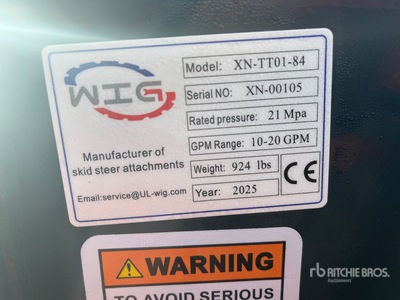 WIG
Manufacturer of
skid steer attachments
Email:service@UL-wig.com
Model: XN-TT01-84
Serial NO: XN-00105
Rated pressure: 21 Mpa
GPM Range: 10-20 GPM
Weight: 924 lbs
Year: 2025
CE
WARNING
TO AVOID SERIOUS
rb RITCHIE BROS.
Auctioneers